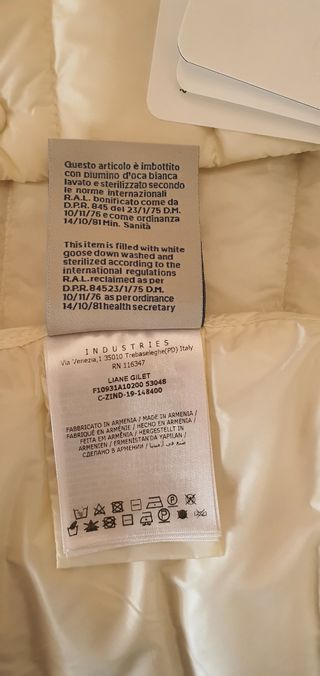 Questo articolo è imbottito
con piumino d'oca bianca
lavato e sterilizzato secondo
le norme internazionali
R.A.L. bonificato come da
D.P.R. 845 del 23/1/75 D.M.
10/11/76 e come ordinanza
14/10/81 Min. Sanità
This item is filled with white
goose down washed and
sterilized according to the
international regulations
R.A.L.reclaimed as per
D.P.R.84523/1/75 D.M.
10/11/76 as per ordinance
14/10/81 health secretary
INDUSTRIES
Via Venezia,1 35010 Trebaseleghe(PD) Italy
RN 116347
LIANE GILET
F10931A10200 53048
C-ZIND-19-148400
FABBRICATO IN ARMENIA / MADE IN ARMENIA /
FABRIQUÉ EN ARMÉNIE / HECHO EN ARMENIA /
FEITA EM ARMÊNIA / HERGESTELLT IN
ARMENIEN / ERMENİSTAN'DA YAPILAN /
СДЕЛАНО В АРМЕНИИ / صنع في أرمينيا